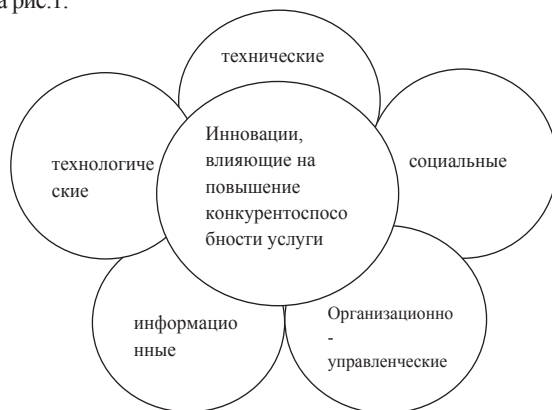 а рис.1.
технические
Инновации,
влияющие на
повышение
конкурентоспосо
бности услуги
технологиче
ские
социальные
информацио
нные
Организационно
-
управленческие